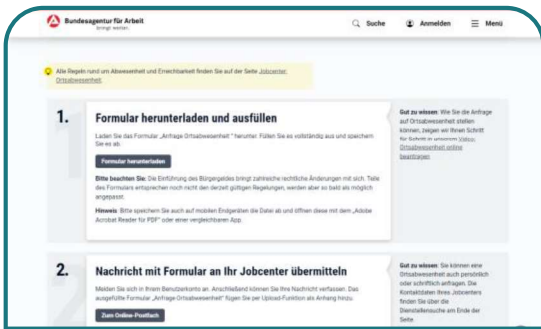 Bundesagentur für Arbeit
bringt weiter.
Suche
Anmelden
Menü
Alle Regeln rund um Abwesenheit und Erreichbarkeit finden Sie auf der Seite Jobcenter:
Ortsabwesenheit.
1.
Formular herunterladen und ausfüllen
Laden Sie das Formular „Anfrage Ortsabwesenheit“ herunter. Füllen Sie es vollständig aus und speichern
Sie es ab.
Formular herunterladen
Bitte beachten Sie: Die Einführung des Bürgergeldes bringt zahlreiche rechtliche Änderungen mit sich. Teile
des Formulars entsprechen noch nicht den derzeit gültigen Regelungen, werden aber so bald als möglich
angepasst.
Hinweis: Bitte speichern Sie auch auf mobilen Endgeräten die Datei ab und öffnen diese mit dem „Adobe
Acrobat Reader für PDF“ oder einer vergleichbaren App.
Gut zu wissen: Wie Sie die Anfrage
auf Ortsabwesenheit stellen
können, zeigen wir Ihnen Schritt
für Schritt in unserem Video:
Ortsabwesenheit online
beantragen
2.
Nachricht mit Formular an Ihr Jobcenter übermitteln
Melden Sie sich in Ihrem Benutzerkonto an. Anschließend können Sie Ihre Nachricht verfassen. Das
ausgefüllte Formular „Anfrage Ortsabwesenheit“ fügen Sie per Upload-Funktion als Anhang hinzu.
Zum Online-Postfach
Gut zu wissen: Sie können eine
Ortsabwesenheit auch persönlich
oder schriftlich anfragen. Die
Kontaktdaten Ihres Jobcenters
finden Sie über die
Dienststellensuche am Ende der
Seite.